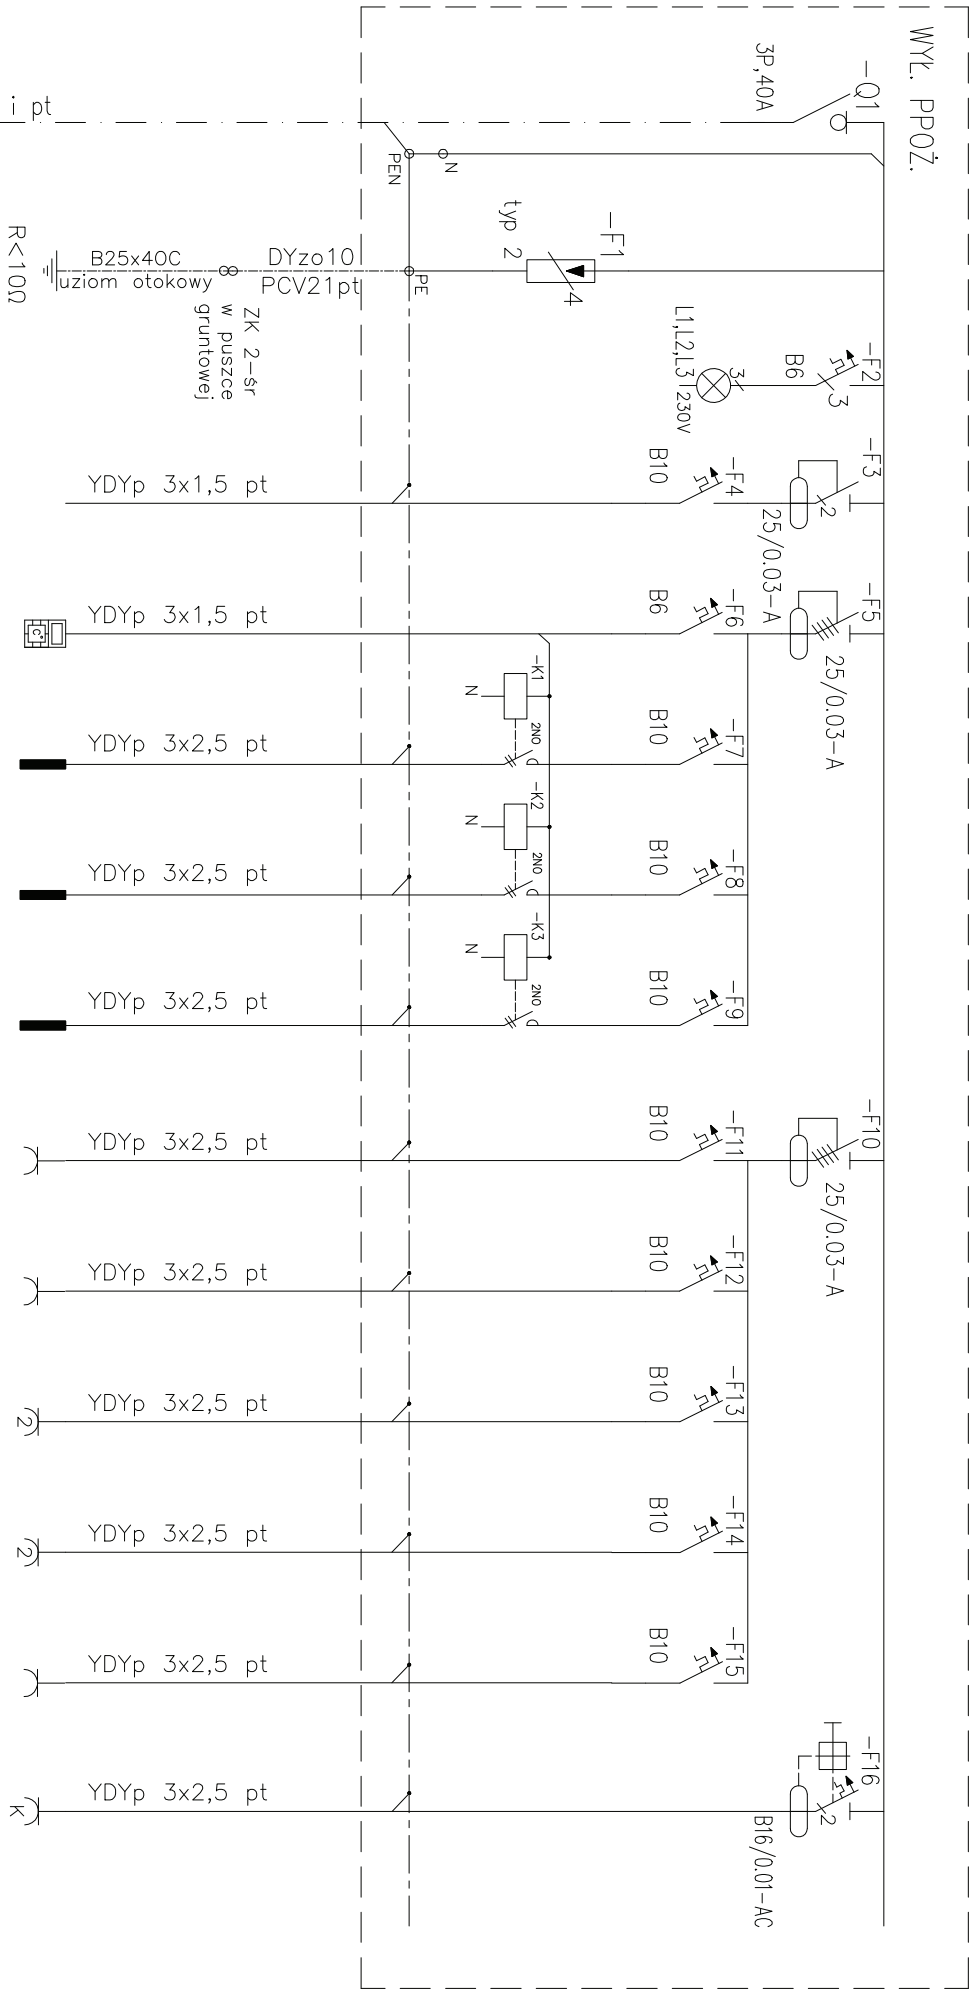 WYŁ. PPOŻ.
-Q1
3P,40A
i pt
N
PEN
-F1
typ 2
4
PE
DYżo10
PCV21pt
B25x40C
uziom otokowy
R<10Ω
ZK 2-śr
w puszce
gruntowej
-F2
B6
3
3
L1,L2,L3
230V
-F3
2
25/0.03-A
-F4
B10
YDYp 3x1,5 pt
-F5
25/0.03-A
-F6
B6
YDYp 3x1,5 pt
c°
-K1
N
2NO
-F7
B10
YDYp 3x2,5 pt
-K2
N
2NO
-F8
B10
YDYp 3x2,5 pt
-K3
N
2NO
-F9
B10
YDYp 3x2,5 pt
-F10
25/0.03-A
-F11
B10
YDYp 3x2,5 pt
-F12
B10
YDYp 3x2,5 pt
-F13
B10
YDYp 3x2,5 pt
2
-F14
B10
YDYp 3x2,5 pt
2
-F15
B10
YDYp 3x2,5 pt
-F16
2
B16/0.01-AC
YDYp 3x2,5 pt
K